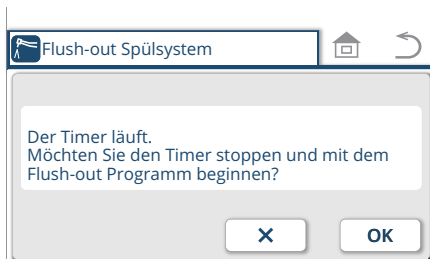 Flush-out Spülsystem
Der Timer läuft.
Möchten Sie den Timer stoppen und mit dem
Flush-out Programm beginnen?
OK